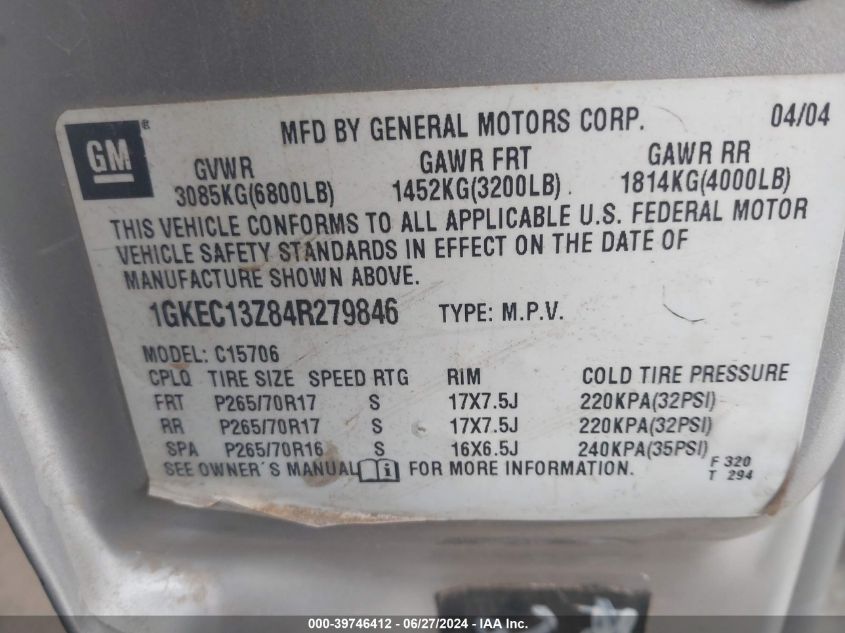 GM ® MFD BY GENERAL MOTORS CORP. 04/04
GVWR GAWR FRT GAWR RR
3085KG(6800LB) 1452KG(3200LB) 1814KG(4000LB)
THIS VEHICLE CONFORMS TO ALL APPLICABLE U.S. FEDERAL MOTOR
VEHICLE SAFETY STANDARDS IN EFFECT ON THE DATE OF
MANUFACTURE SHOWN ABOVE.
1GKEC13Z84R279846 TYPE: M.P.V.
MODEL: C15706
CPLQ TIRE SIZE SPEED RTG RIM COLD TIRE PRESSURE
FRT P265/70R17 S 17X7.5J 220KPA(32PSI)
RR P265/70R17 S 17X7.5J 220KPA(32PSI)
SPA P265/70R16 S 16X6.5J 240KPA(35PSI)
SEE OWNER'S MANUAL i FOR MORE INFORMATION. F 320
T 294
000-39746412 - 06/27/2024 - IAA Inc.